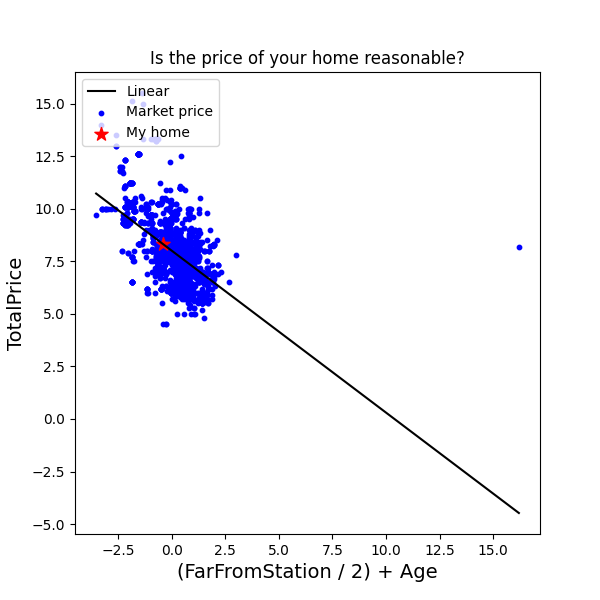 Is the price of your home reasonable?
Linear
Market price
My home
15.0
12.5
10.0
7.5
5.0
2.5
0.0
−2.5
−5.0
TotalPrice
−2.5 0.0 2.5 5.0 7.5 10.0 12.5 15.0
(FarFromStation / 2) + Age